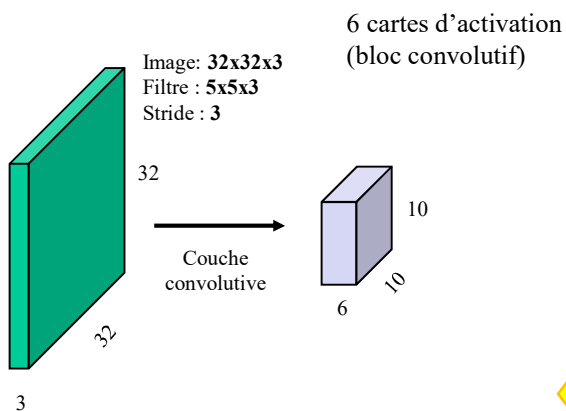 6 cartes d’activation
(bloc convolutif)
Image: 32x32x3
Filtre : 5x5x3
Stride : 3
32
10
Couche
convolutive
10
6
32
3